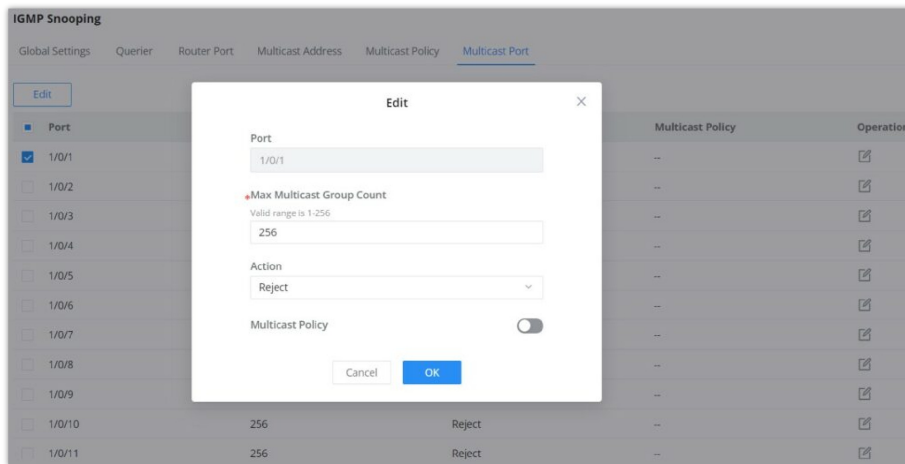 IGMP Snooping
Global Settings Querier Router Port Multicast Address Multicast Policy Multicast Port
Edit
Edit
Port Multicast Policy Operation
Port
1/0/1
*Max Multicast Group Count
Valid range is 1-256
256
Action
Reject
Multicast Policy
Cancel OK
1/0/1 --
1/0/2 --
1/0/3 --
1/0/4 --
1/0/5 --
1/0/6 --
1/0/7 --
1/0/8 --
1/0/9 --
1/0/10 256 Reject --
1/0/11 256 Reject --